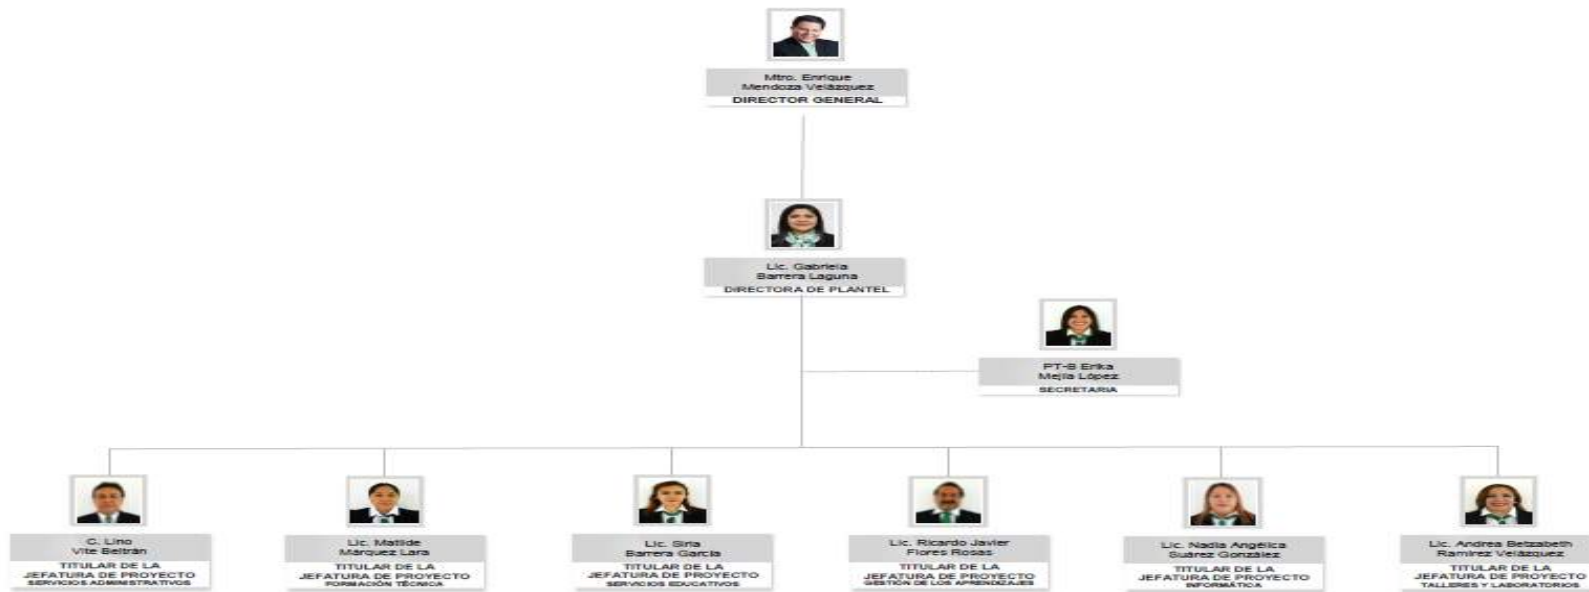 Mtro. Enrique
Mendoza Velázquez
DIRECTOR GENERAL
Lic. Gabriela
Barrera Laguna
DIRECTORA DE PLANTEL
PT-B Erika
Mejía López
SECRETARIA
C. Lino
Vite Beltrán
TITULAR DE LA
JEFATURA DE PROYECTO
SERVICIOS ADMINISTRATIVOS
Lic. Matilde
Márquez Lara
TITULAR DE LA
JEFATURA DE PROYECTO
FORMACIÓN TÉCNICA
Lic. Siria
Barrera García
TITULAR DE LA
JEFATURA DE PROYECTO
SERVICIOS EDUCATIVOS
Lic. Ricardo Javier
Flores Rosas
TITULAR DE LA
JEFATURA DE PROYECTO
GESTIÓN DE LOS APRENDIZAJES
Lic. Nadia Angélica
Suárez González
TITULAR DE LA
JEFATURA DE PROYECTO
INFORMÁTICA
Lic. Andrea Betzabeth
Ramírez Velázquez
TITULAR DE LA
JEFATURA DE PROYECTO
TALLERES Y LABORATORIOS